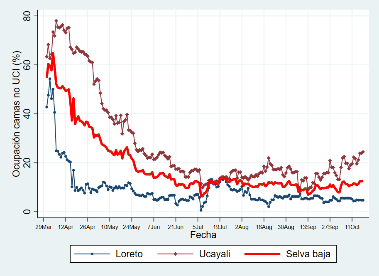 Ocupación camas no UCI (%)
80
60
40
20
0
29Mar 12Apr 26Apr 10May 24May 7Jun 21Jun 5Jul 19Jul 2Aug 16Aug 30Aug 13Sep 27Sep 11Oct
Fecha
Loreto Ucayali Selva baja